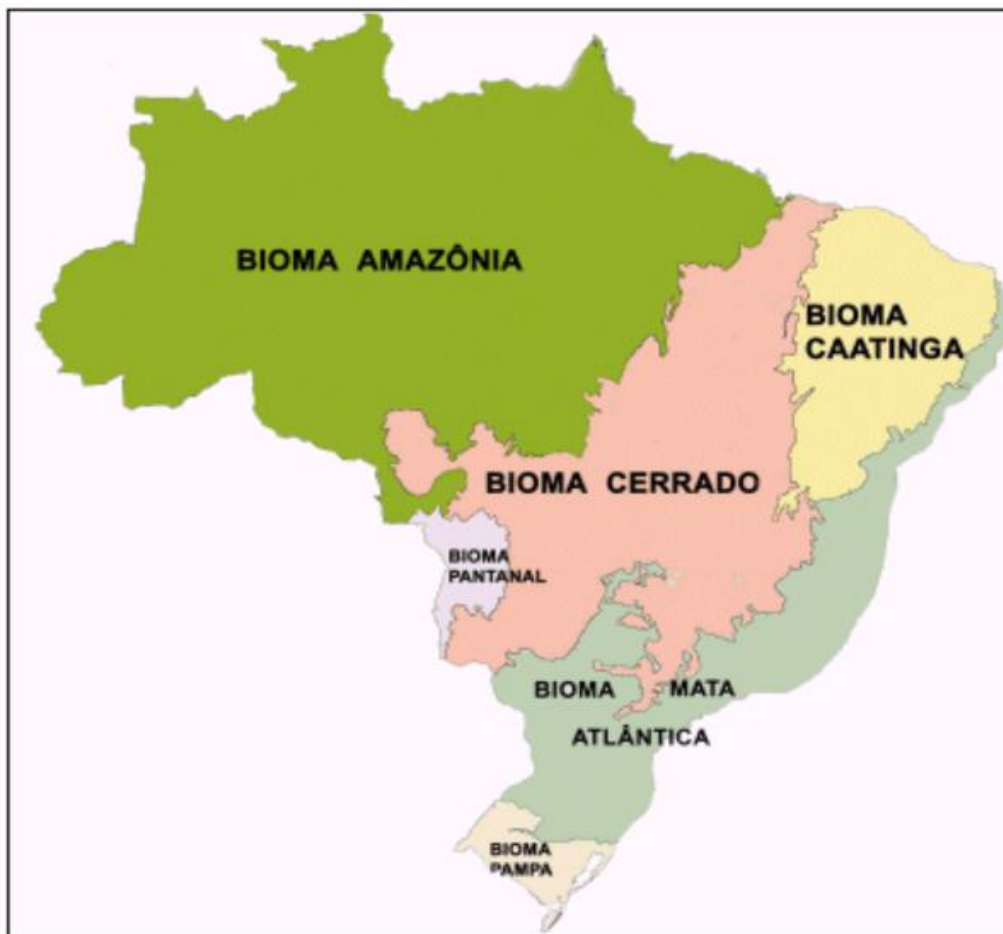 BIOMA AMAZÔNIA
BIOMA
CAATINGA
BIOMA CERRADO
BIOMA
PANTANAL
BIOMA MATA
ATLÂNTICA
BIOMA
PAMPA